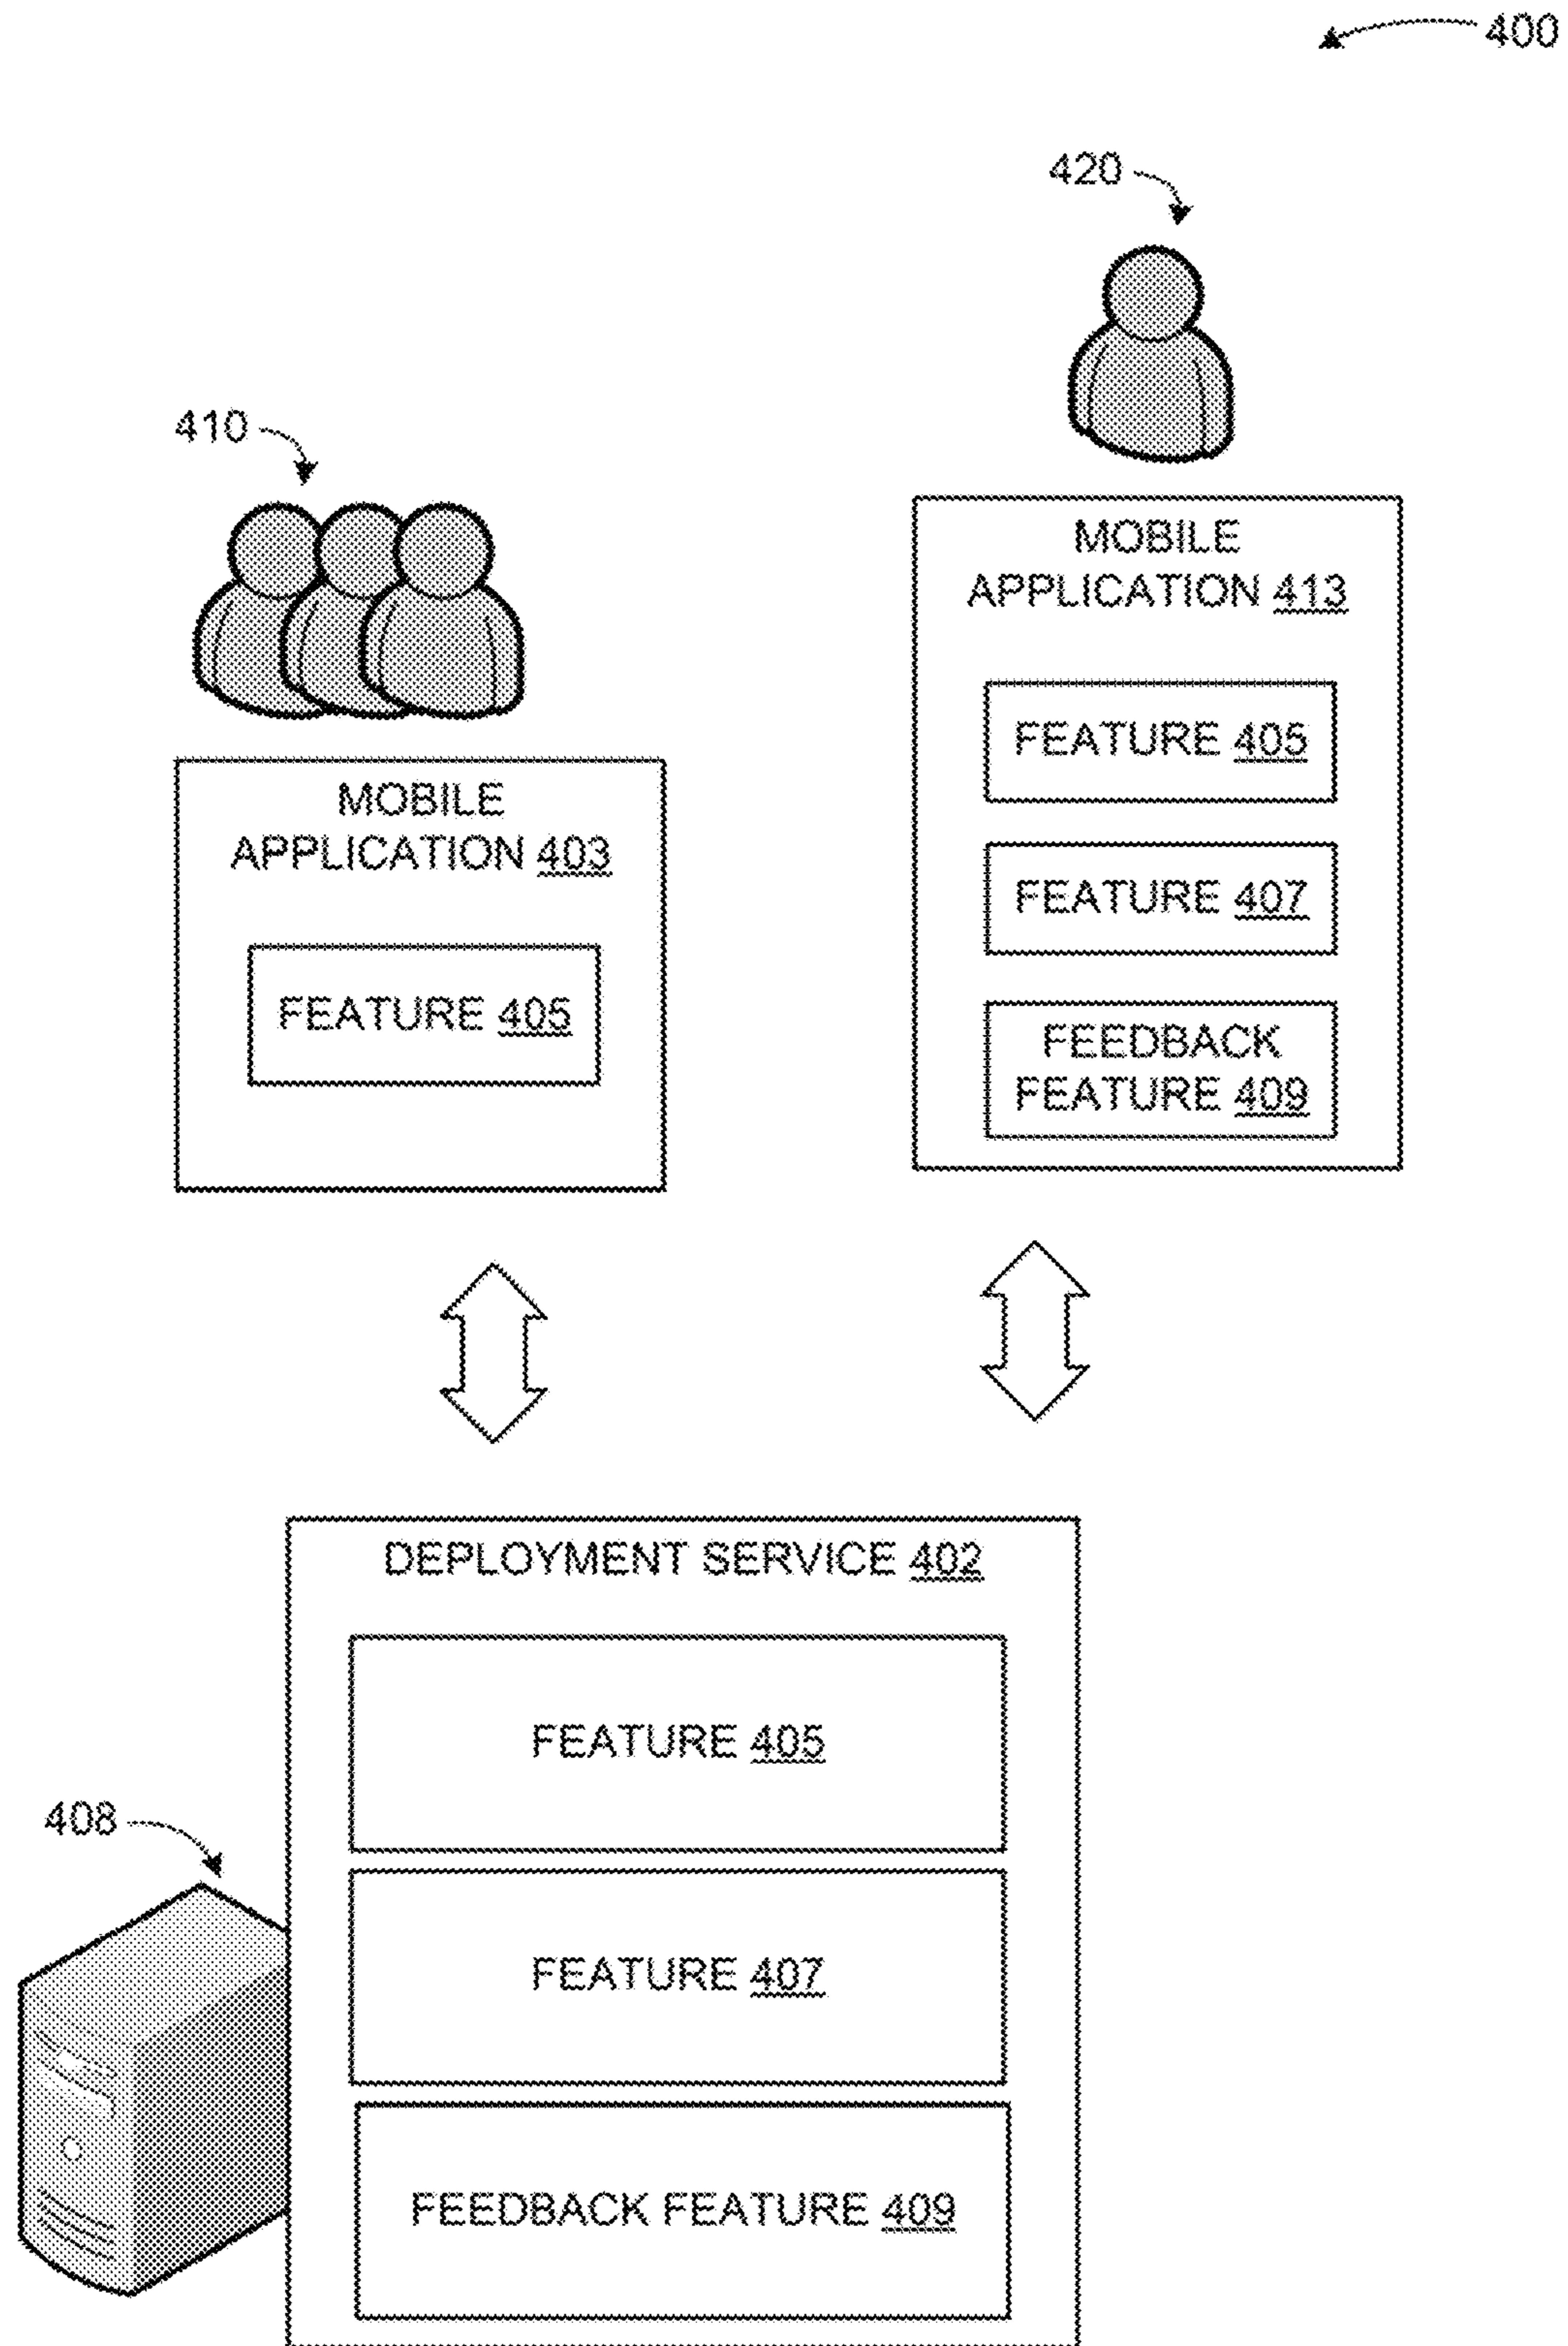 400
420
410
MOBILE
APPLICATION 413
FEATURE 405
FEATURE 407
FEEDBACK
FEATURE 409
MOBILE
APPLICATION 403
FEATURE 405
DEPLOYMENT SERVICE 402
FEATURE 405
408
FEATURE 407
FEEDBACK FEATURE 409